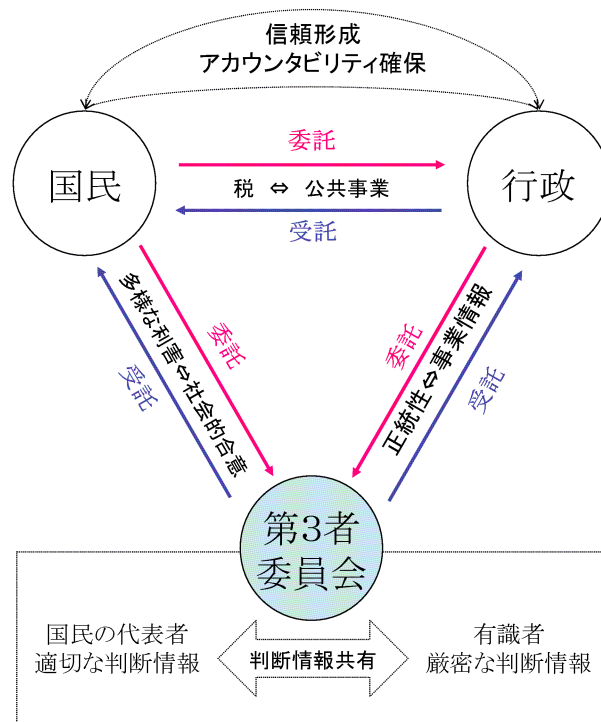 信頼形成
アカウンタビリティ確保
国民
行政
委託
税 ⇔ 公共事業
受託
多様な利害⇔社会的合意
委託
受託
正統性⇔事業情報
委託
受託
第3者
委員会
国民の代表者
適切な判断情報
判断情報共有
有識者
厳密な判断情報